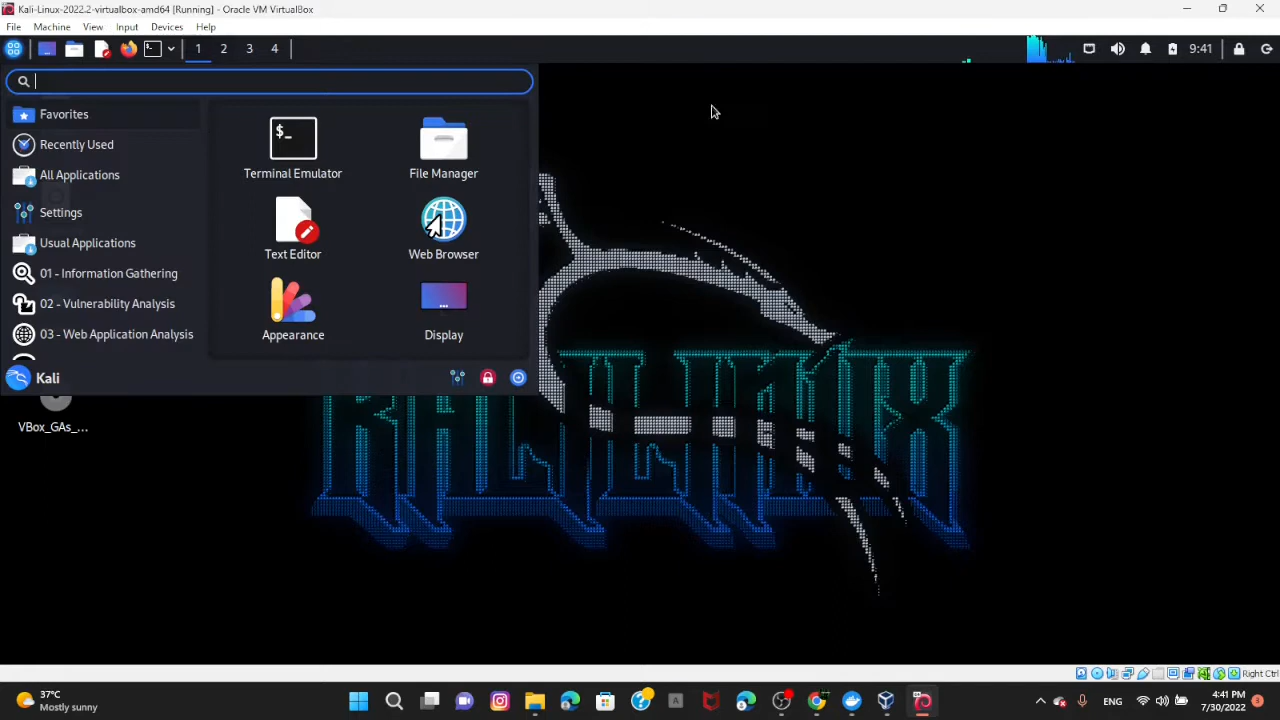 Kali-Linux-2022.2-virtualbox-amd64 [Running] - Oracle VM VirtualBox
File Machine View Input Devices Help
1 2 3 4 9:41
Favorites
Recently Used
All Applications
Settings
Usual Applications
01 - Information Gathering
02 - Vulnerability Analysis
03 - Web Application Analysis
$_
Terminal Emulator
File Manager
Text Editor
Web Browser
Appearance
Display
Kali
VBox_GAs_...
Right Ctrl
37°C
Mostly sunny
ENG
4:41 PM
7/30/2022
3